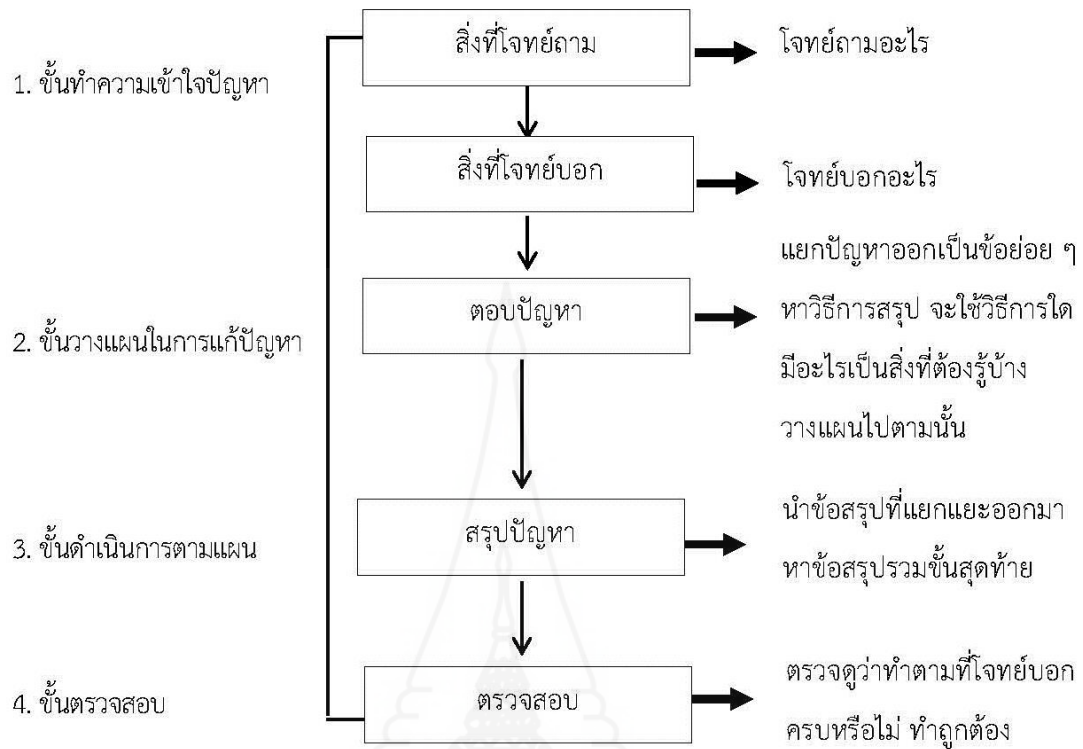 สิ่งที่โจทย์ถาม
โจทย์ถามอะไร
1. ขั้นทำความเข้าใจปัญหา
สิ่งที่โจทย์บอก
โจทย์บอกอะไร
2. ขั้นวางแผนในการแก้ปัญหา
ตอบปัญหา
แยกปัญหาออกเป็นข้อย่อย ๆ
หาวิธีการสรุป จะใช้วิธีการใด
มีอะไรเป็นสิ่งที่ต้องรู้บ้าง
วางแผนไปตามนั้น
3. ขั้นดำเนินการตามแผน
สรุปปัญหา
นำข้อสรุปที่แยกแยะออกมา
หาข้อสรุปรวมขั้นสุดท้าย
4. ขั้นตรวจสอบ
ตรวจสอบ
ตรวจดูว่าทำตามที่โจทย์บอก
ครบหรือไม่ ทำถูกต้อง